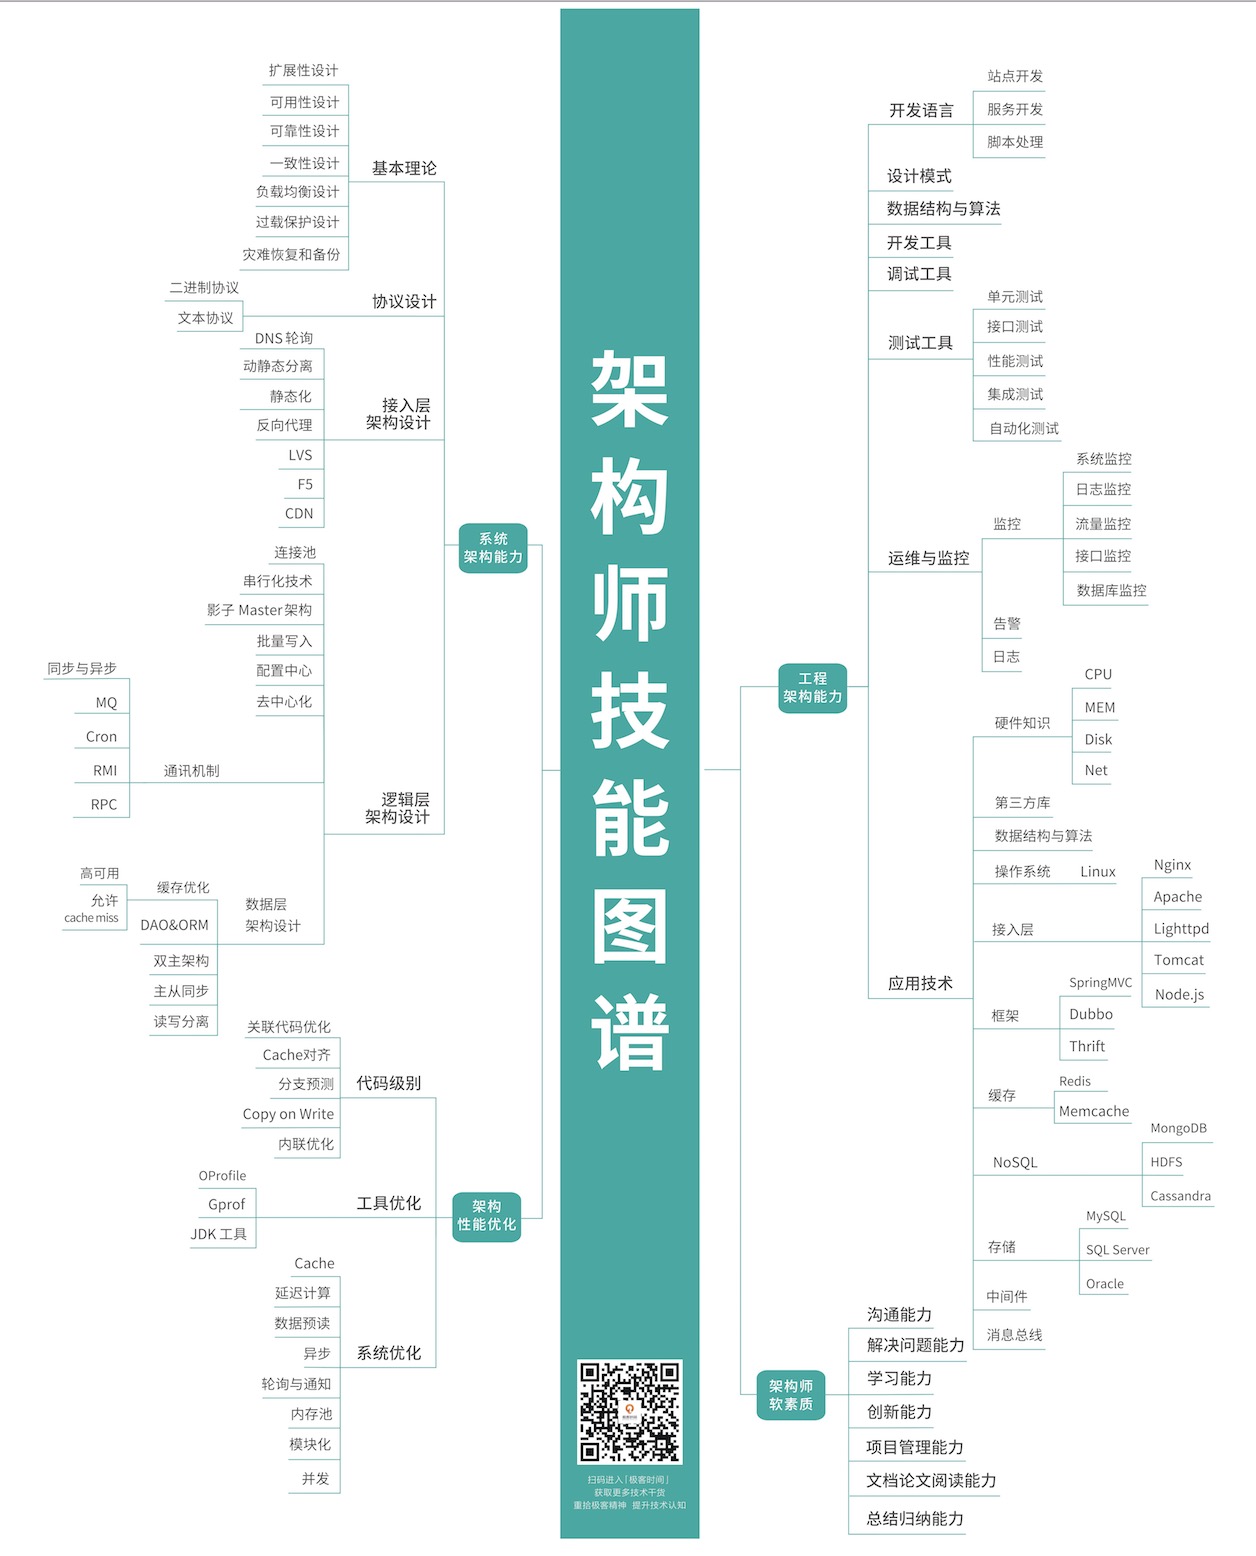 架
构
师
技
能
图
谱
扫码进入「极客时间」
获取更多技术干货
重拾极客精神 提升技术认知
系统
架构能力
基本理论
扩展性设计
可用性设计
可靠性设计
一致性设计
负载均衡设计
过载保护设计
灾难恢复和备份
协议设计
二进制协议
文本协议
接入层
架构设计
DNS 轮询
动静态分离
静态化
反向代理
LVS
F5
CDN
逻辑层
架构设计
连接池
串行化技术
影子 Master 架构
批量写入
配置中心
去中心化
通讯机制
同步与异步
MQ
Cron
RMI
RPC
数据层
架构设计
缓存优化
高可用
允许
cache miss
DAO&ORM
双主架构
主从同步
读写分离
架构
性能优化
代码级别
关联代码优化
Cache对齐
分支预测
Copy on Write
内联优化
工具优化
OProfile
Gprof
JDK 工具
系统优化
Cache
延迟计算
数据预读
异步
轮询与通知
内存池
模块化
并发
工程
架构能力
开发语言
站点开发
服务开发
脚本处理
设计模式
数据结构与算法
开发工具
调试工具
测试工具
单元测试
接口测试
性能测试
集成测试
自动化测试
运维与监控
监控
系统监控
日志监控
流量监控
接口监控
数据库监控
告警
日志
应用技术
硬件知识
CPU
MEM
Disk
Net
第三方库
数据结构与算法
操作系统 Linux
接入层
Nginx
Apache
Lighttpd
Tomcat
Node.js
框架
SpringMVC
Dubbo
Thrift
缓存
Redis
Memcache
NoSQL
MongoDB
HDFS
Cassandra
存储
MySQL
SQL Server
Oracle
中间件
消息总线
架构师
软素质
沟通能力
解决问题能力
学习能力
创新能力
项目管理能力
文档论文阅读能力
总结归纳能力